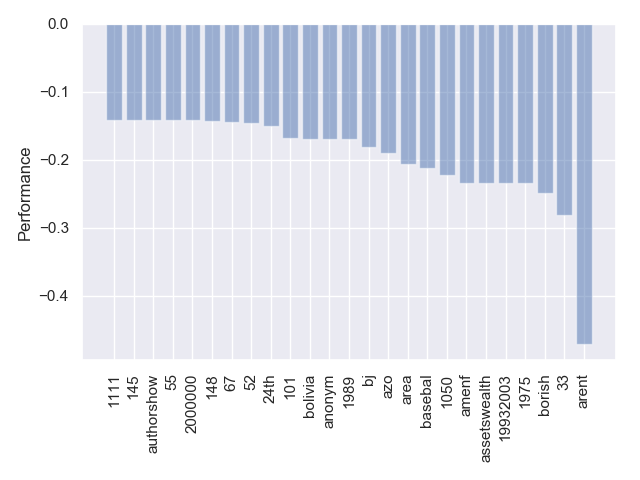 0.0
−0.1
−0.2
−0.3
−0.4
Performance
1111
145
authorshow
55
2000000
148
67
52
24th
101
bolivia
anonym
1989
bj
azo
area
basebal
1050
amenf
assetswealth
19932003
1975
borish
33
arent